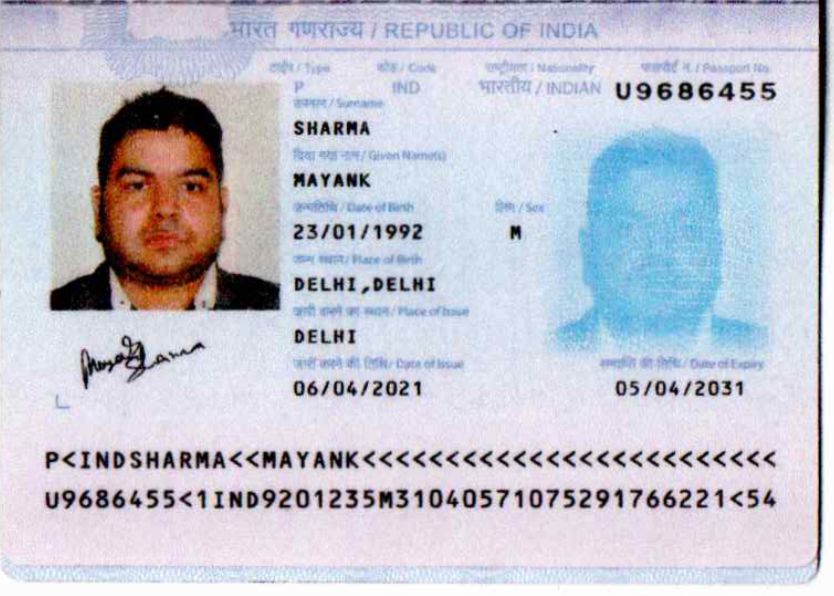 भारत गणराज्य / REPUBLIC OF INDIA
टाईप / Type कोड / Code राष्ट्रीयता / Nationality पासपोर्ट न. / Passport No.
P IND भारतीय / INDIAN U9686455
उपनाम / Surname
SHARMA
दिया गया नाम / Given Name(s)
MAYANK
जन्मतिथि / Date of Birth लिंग / Sex
23/01/1992 M
जन्म स्थान / Place of Birth
DELHI,DELHI
जारी करने का स्थान / Place of Issue
DELHI
जारी करने की तिथि / Date of Issue समाप्ति की तिथि / Date of Expiry
06/04/2021 05/04/2031
P<INDSHARMA<<MAYANK<<<<<<<<<<<<<<<<<<<<<<<<<
U9686455<1IND9201235M31040571075291766221<54